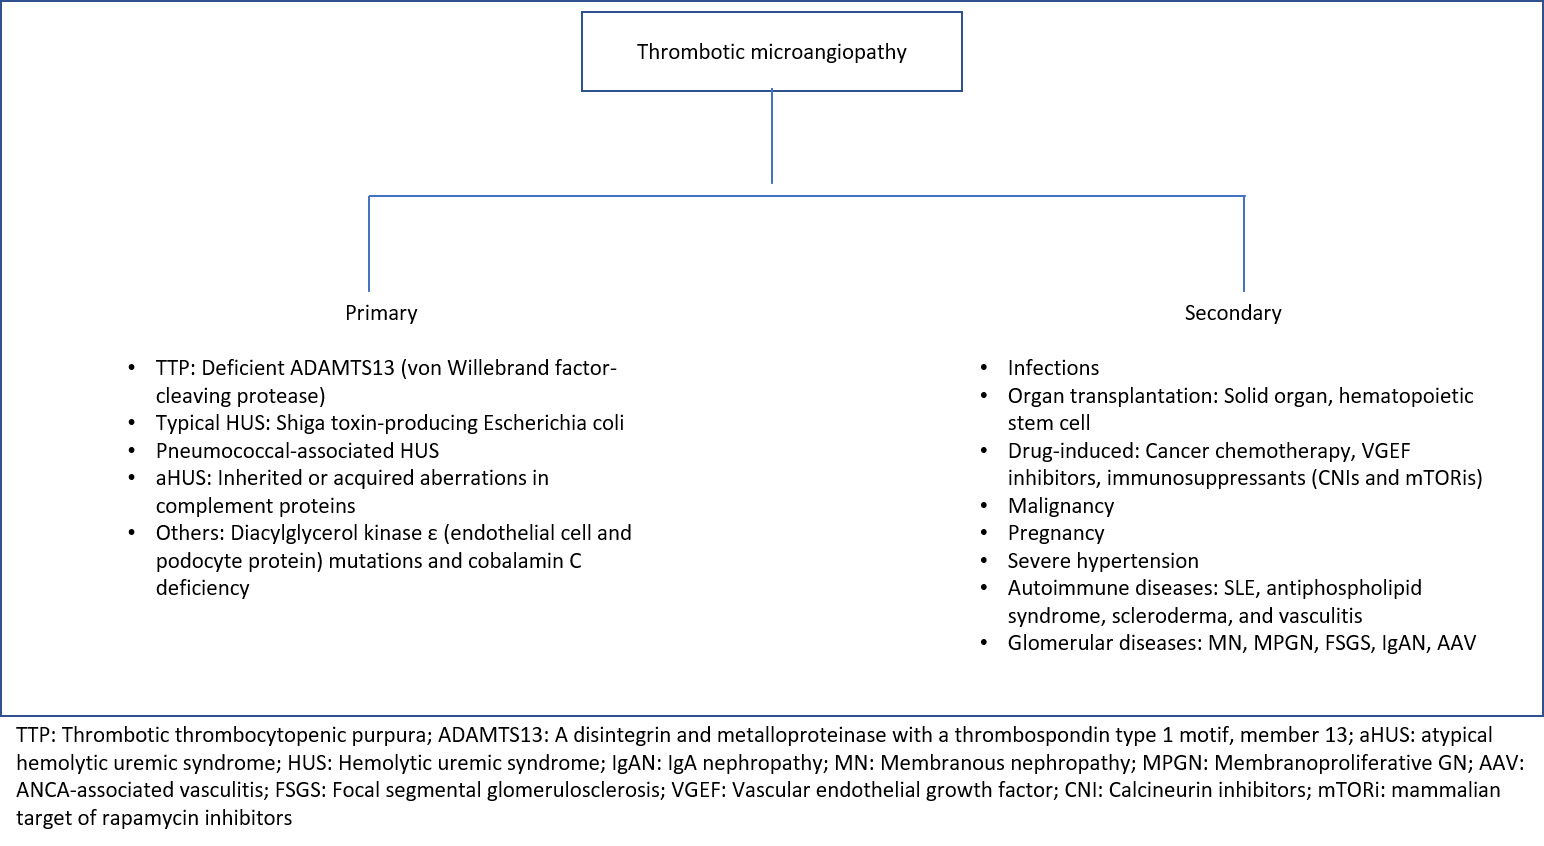 Thrombotic microangiopathy
Primary
• TTP: Deficient ADAMTS13 (von Willebrand factor-
cleaving protease)
• Typical HUS: Shiga toxin-producing Escherichia coli
• Pneumococcal-associated HUS
• aHUS: Inherited or acquired aberrations in
complement proteins
• Others: Diacylglycerol kinase ε (endothelial cell and
podocyte protein) mutations and cobalamin C
deficiency
Secondary
• Infections
• Organ transplantation: Solid organ, hematopoietic
stem cell
• Drug-induced: Cancer chemotherapy, VGEF
inhibitors, immunosuppressants (CNIs and mTORis)
• Malignancy
• Pregnancy
• Severe hypertension
• Autoimmune diseases: SLE, antiphospholipid
syndrome, scleroderma, and vasculitis
• Glomerular diseases: MN, MPGN, FSGS, IgAN, AAV
TTP: Thrombotic thrombocytopenic purpura; ADAMTS13: A disintegrin and metalloproteinase with a thrombospondin type 1 motif, member 13; aHUS: atypical
hemolytic uremic syndrome; HUS: Hemolytic uremic syndrome; IgAN: IgA nephropathy; MN: Membranous nephropathy; MPGN: Membranoproliferative GN; AAV:
ANCA-associated vasculitis; FSGS: Focal segmental glomerulosclerosis; VGEF: Vascular endothelial growth factor; CNI: Calcineurin inhibitors; mTORi: mammalian
target of rapamycin inhibitors